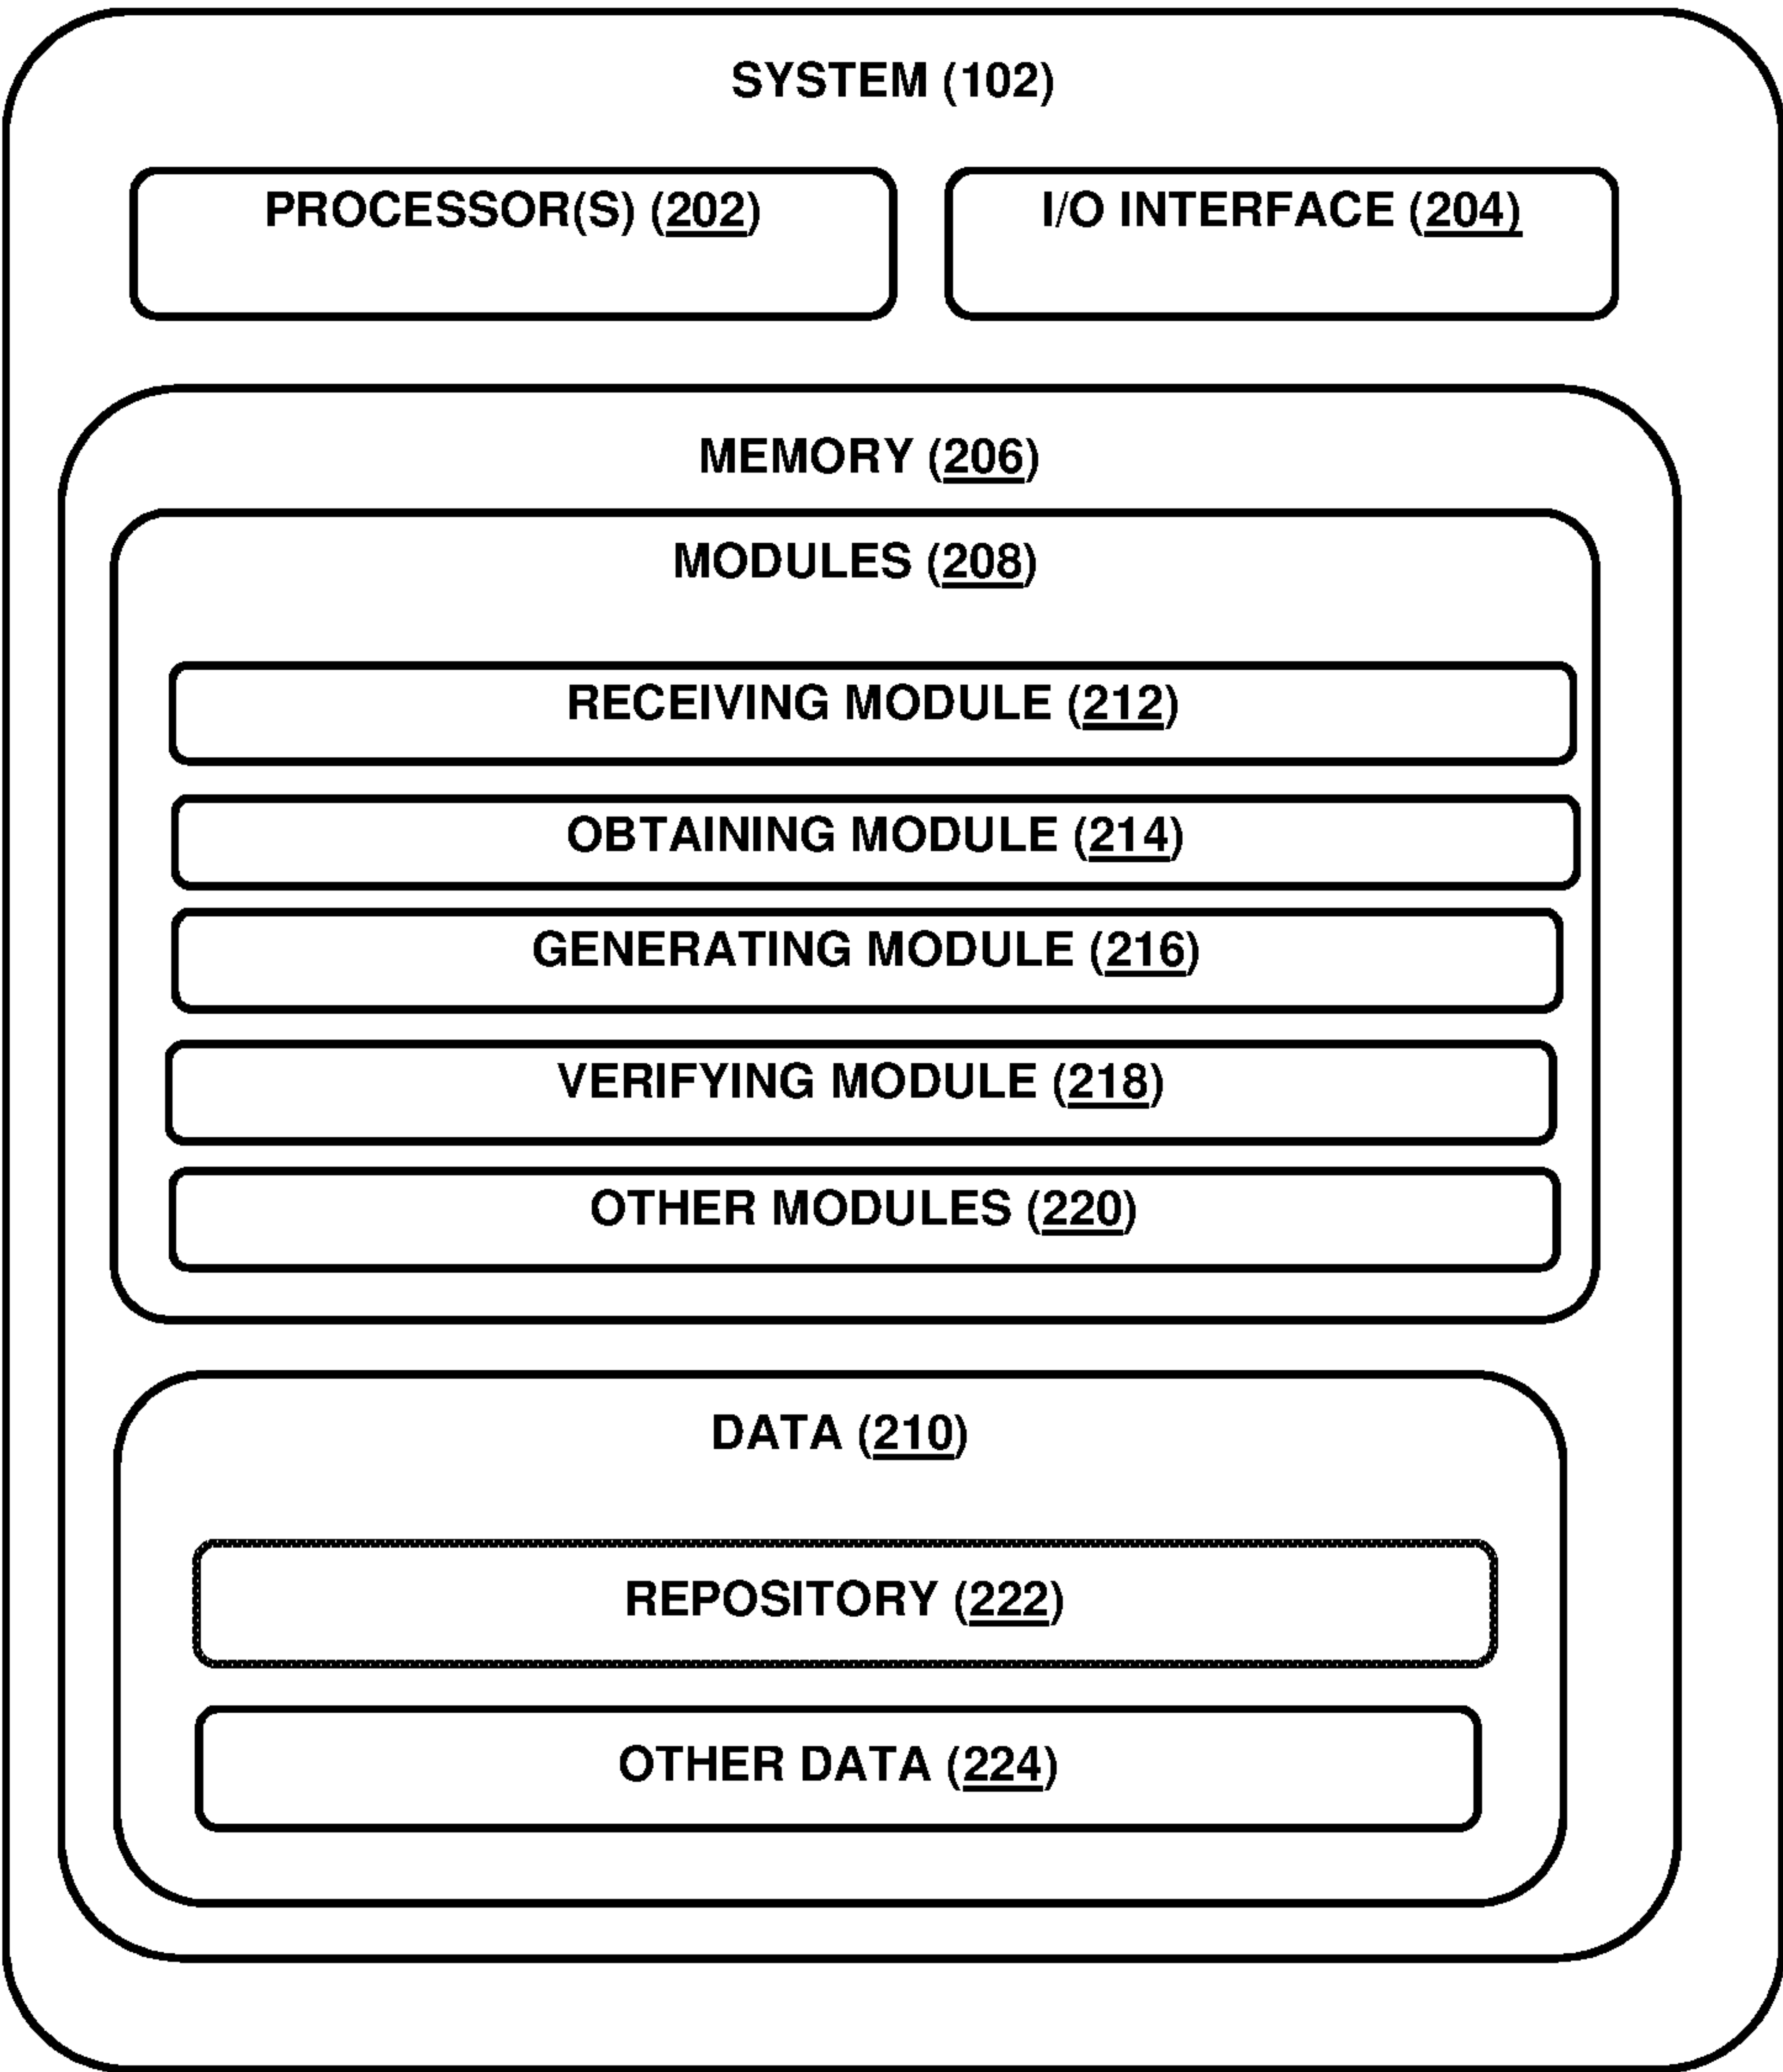 SYSTEM (102)
PROCESSOR(S) (202)
I/O INTERFACE (204)
MEMORY (206)
MODULES (208)
RECEIVING MODULE (212)
OBTAINING MODULE (214)
GENERATING MODULE (216)
VERIFYING MODULE (218)
OTHER MODULES (220)
DATA (210)
REPOSITORY (222)
OTHER DATA (224)